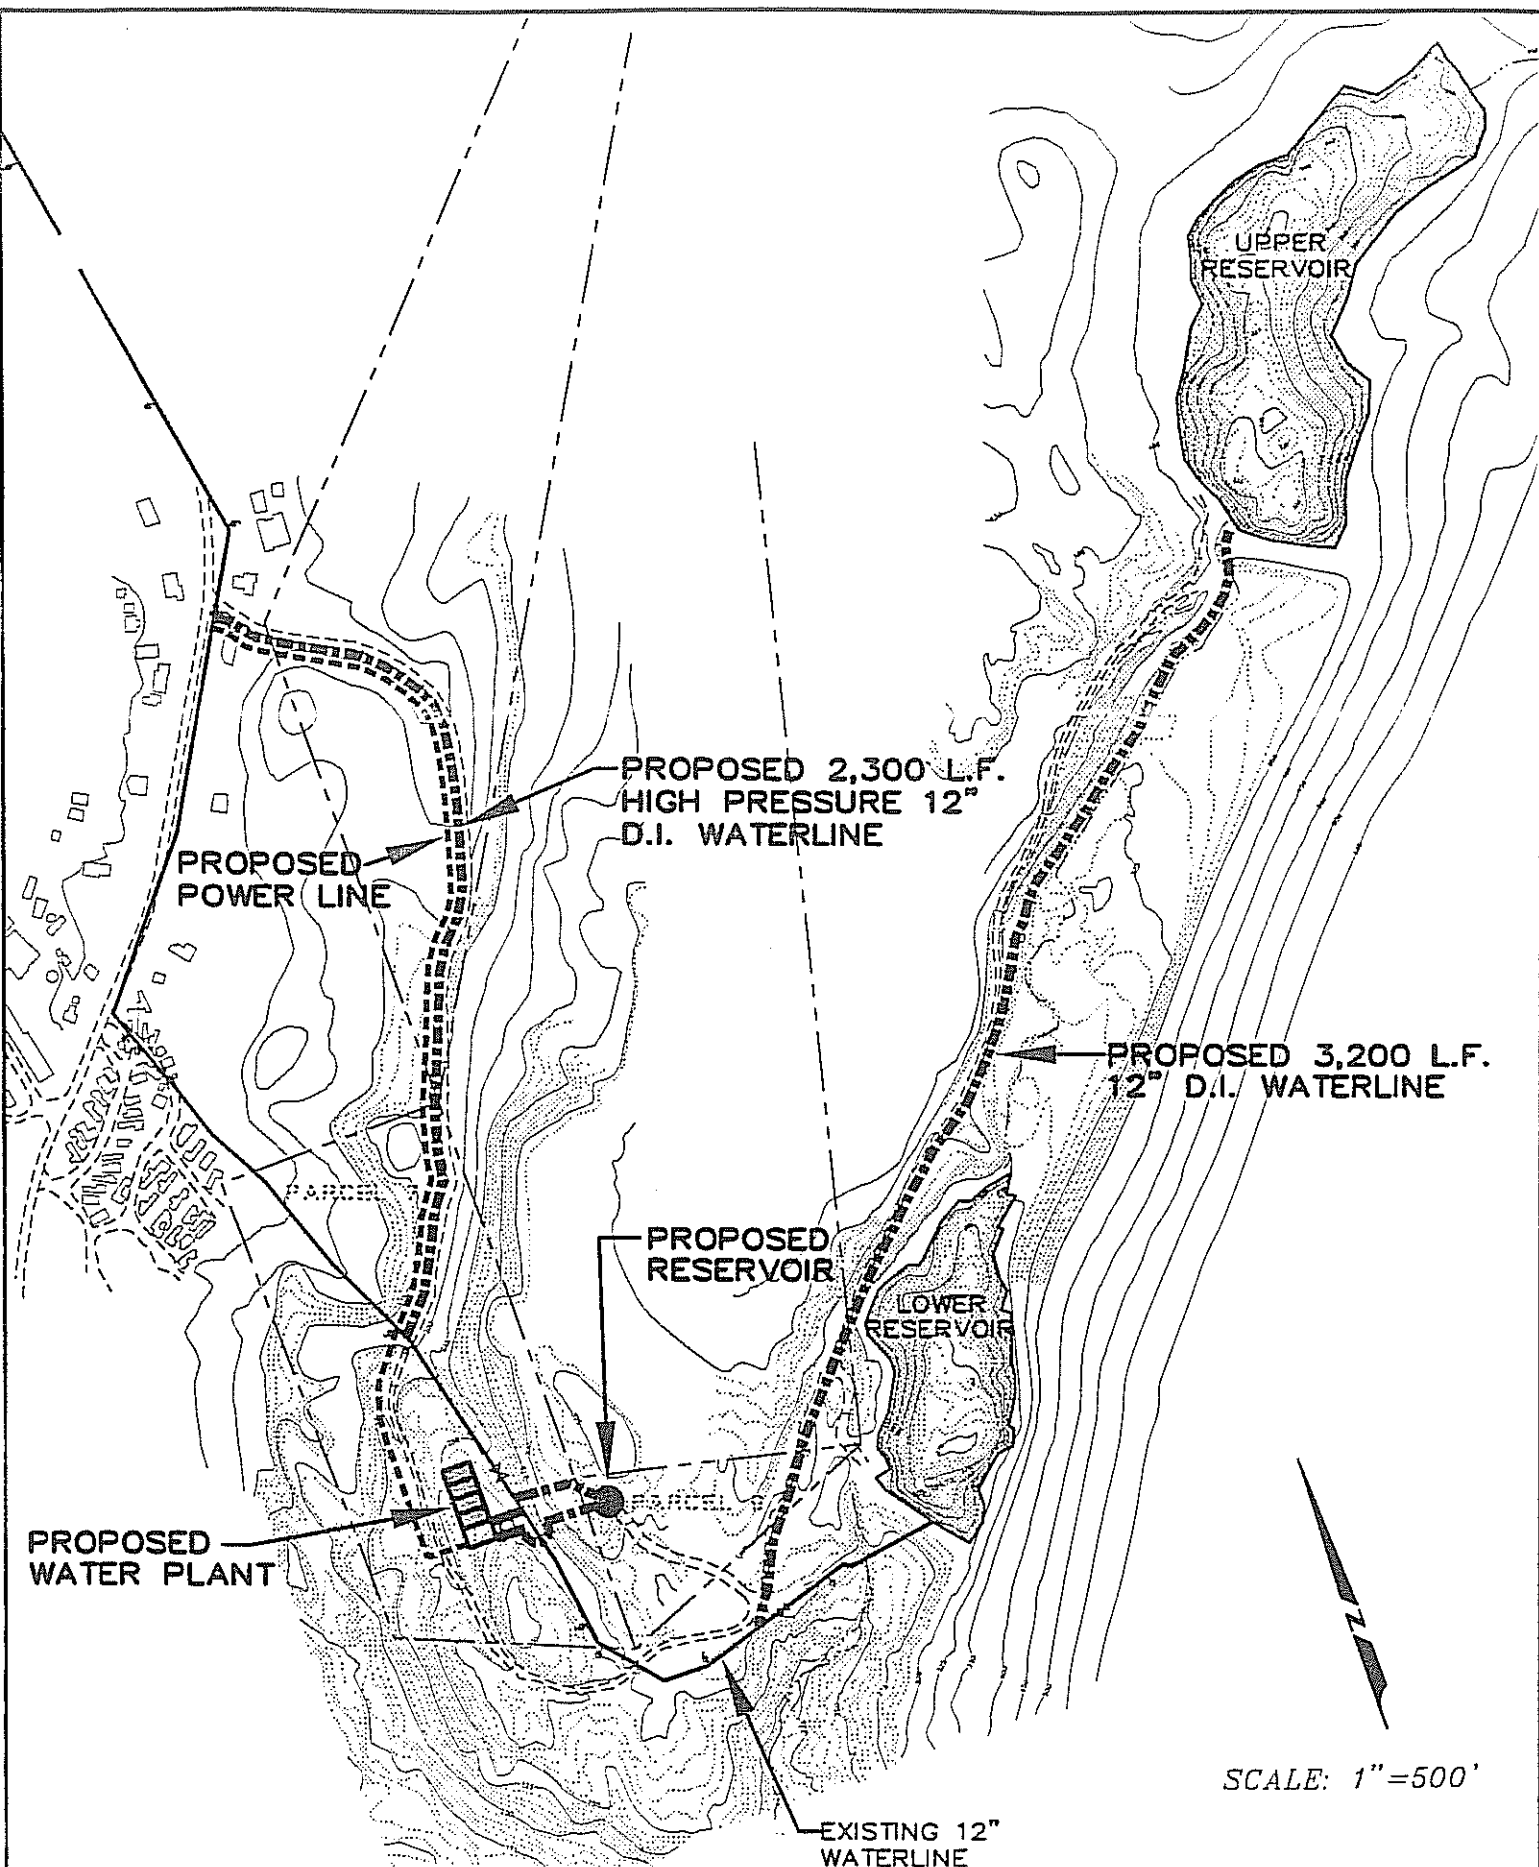 UPPER
RESERVOIR
PROPOSED 2,300 L.F.
HIGH PRESSURE 12"
D.I. WATERLINE
PROPOSED
POWER LINE
PROPOSED 3,200 L.F.
12" D.I. WATERLINE
PARCEL
PROPOSED
RESERVOIR
LOWER
RESERVOIR
PARCEL
PROPOSED
WATER PLANT
N
SCALE: 1"=500'
EXISTING 12"
WATERLINE